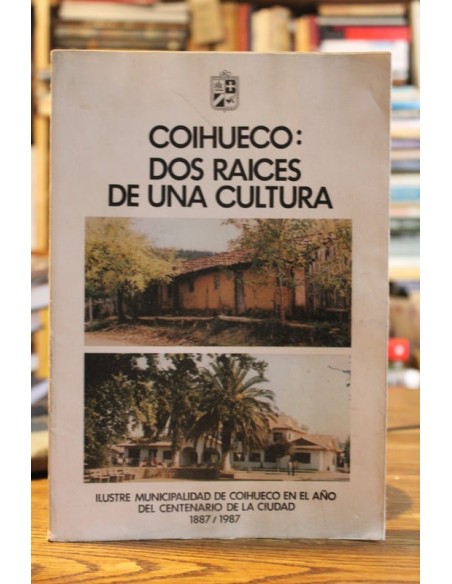 COIHUECO:
DOS RAICES
DE UNA CULTURA
ILUSTRE MUNICIPALIDAD DE COIHUECO EN EL AÑO
DEL CENTENARIO DE LA CIUDAD
1887/1987